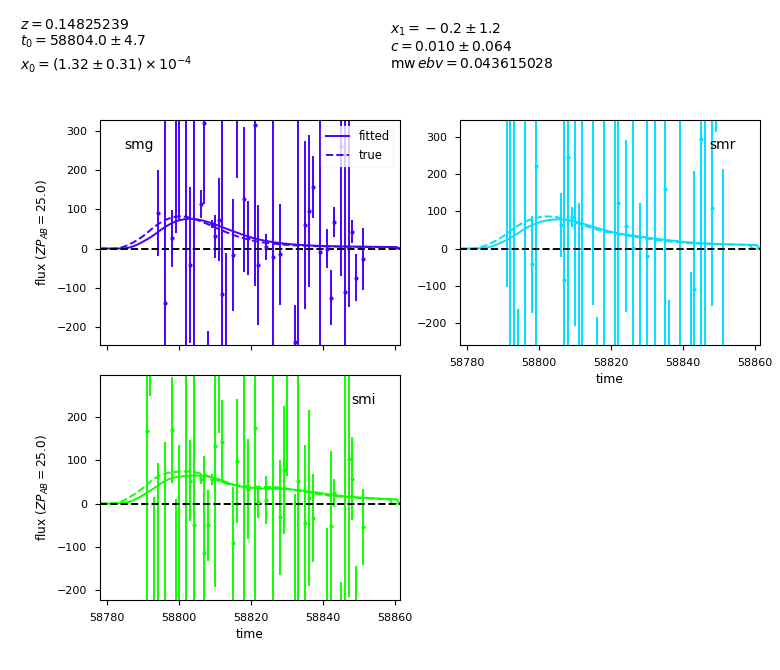 z = 0.14825239
t0 = 58804.0 ± 4.7
x0 = (1.32 ± 0.31) × 10^−4
x1 = −0.2 ± 1.2
c = 0.010 ± 0.064
mw ebv = 0.043615028
smg
fitted
true
300
200
100
0
−100
−200
flux (ZP_AB = 25.0)
smr
300
200
100
0
−100
−200
58780 58800 58820 58840 58860
time
smi
200
100
0
−100
−200
flux (ZP_AB = 25.0)
58780 58800 58820 58840 58860
time